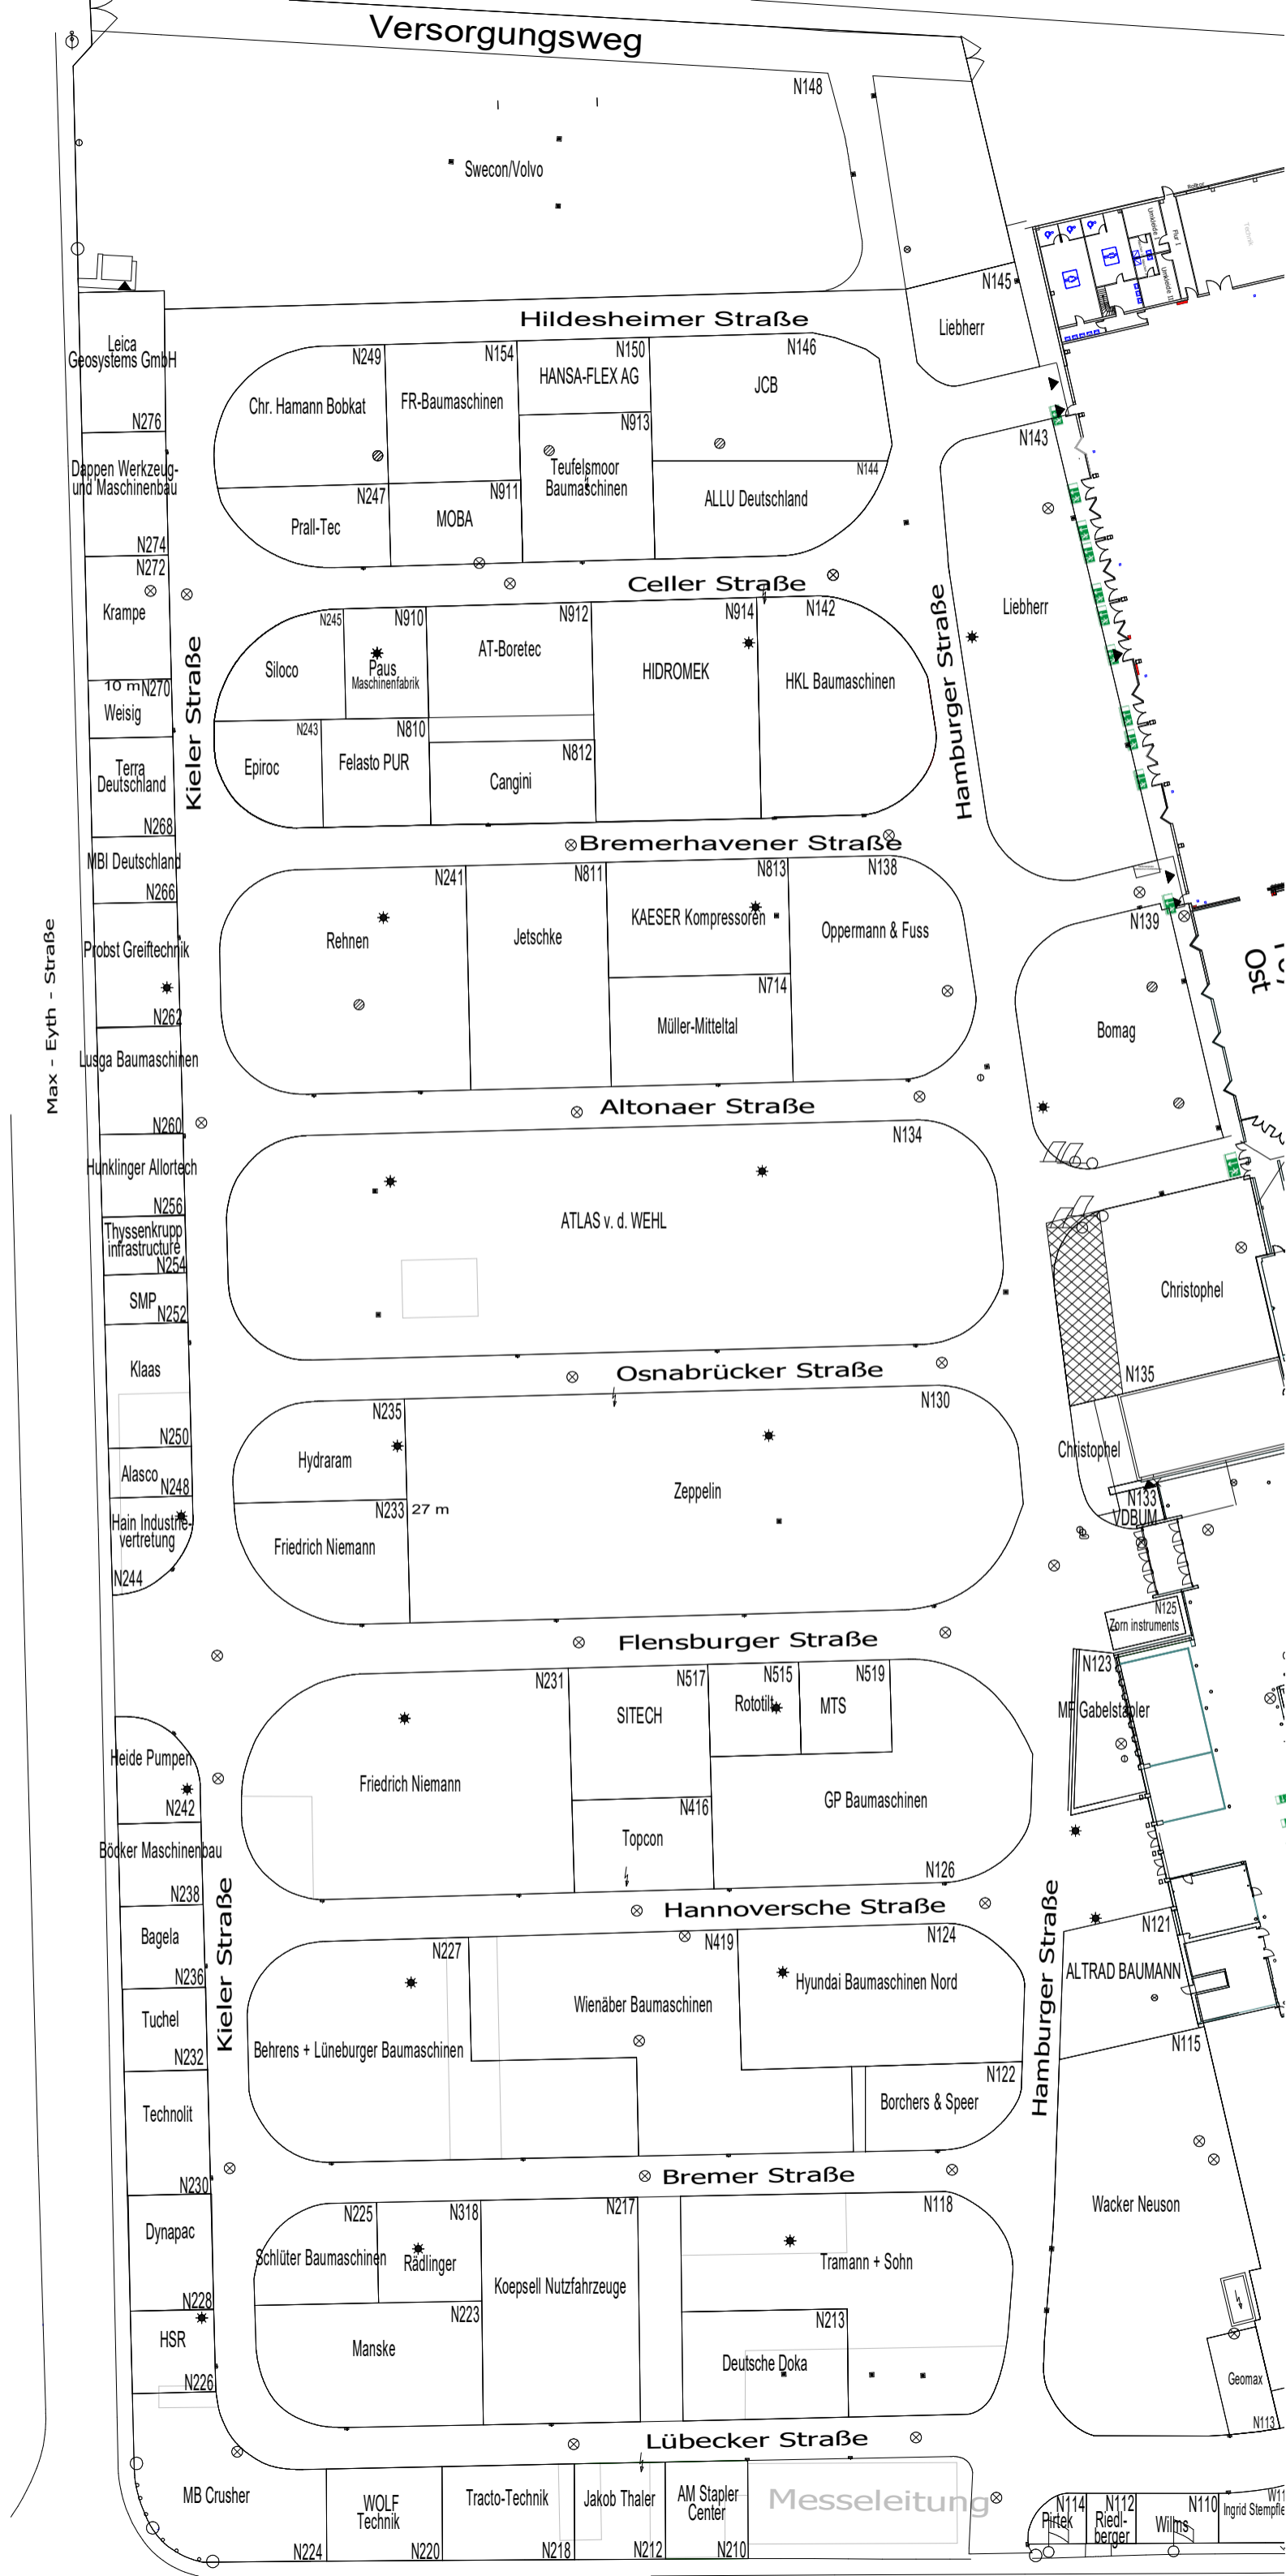 Versorgungsweg
N148
Swecon/Volvo
Umkleide I
Flur I
Umkleide II
Technik
N145
Liebherr
Hildesheimer Straße
Leica
Geosystems GmbH
N276
N249
Chr. Hamann Bobkat
N154
FR-Baumaschinen
N150
HANSA-FLEX AG
N146
JCB
N913
Teufelsmoor
Baumaschinen
N143
N144
ALLU Deutschland
Dappen Werkzeug-
und Maschinenbau
N274
N247
Prall-Tec
N911
MOBA
N272
Krampe
Celler Straße
Hamburger Straße
Liebherr
Kieler Straße
N245
Siloco
N910
Paus
Maschinenfabrik
N912
AT-Boretec
N914
HIDROMEK
N142
HKL Baumaschinen
10 m
N270
Weisig
Terra
Deutschland
N268
N243
Epiroc
N810
Felasto PUR
N812
Cangini
Bremerhavener Straße
MBI Deutschland
N266
N241
Rehnen
N811
Jetschke
N813
KAESER Kompressoren
N138
Oppermann & Fuss
N139
Bomag
Ost
Probst Greiftechnik
N262
N714
Müller-Mitteltal
Max - Eyth - Straße
Lusga Baumaschinen
N260
Altonaer Straße
N134
ATLAS v. d. WEHL
Hunklinger Allortech
N256
Thyssenkrupp
infrastructure
N254
SMP
N252
Christophel
N135
Klaas
N250
Osnabrücker Straße
N235
Hydraram
N130
Zeppelin
Christophel
Alasco
N248
N233
27 m
Friedrich Niemann
N133
VDBUM
Hain Industrie-
vertretung
N244
N125
Zorn instruments
Flensburger Straße
N231
Friedrich Niemann
N517
SITECH
N515
Rototilt
N519
MTS
N123
MF Gabelstapler
Heide Pumpen
N242
N416
Topcon
GP Baumaschinen
N126
Böcker Maschinenbau
N238
Hannoversche Straße
Kieler Straße
Hamburger Straße
N121
ALTRAD BAUMANN
Bagela
N236
N227
Behrens + Lüneburger Baumaschinen
N419
Wienäber Baumaschinen
N124
Hyundai Baumaschinen Nord
Tuchel
N232
N115
N122
Borchers & Speer
Technolit
N230
Bremer Straße
Wacker Neuson
Dynapac
N228
N225
Schlüter Baumaschinen
N318
Rädlinger
N217
Koepsell Nutzfahrzeuge
N118
Tramann + Sohn
N223
Manske
N213
Deutsche Doka
HSR
N226
Geomax
N113
Lübecker Straße
MB Crusher
N224
WOLF
Technik
N220
Tracto-Technik
N218
Jakob Thaler
N212
AM Stapler
Center
N210
Messeleitung
N114
Pirtek
N112
Riedl-
berger
N110
Wilms
Ingrid Stempfle